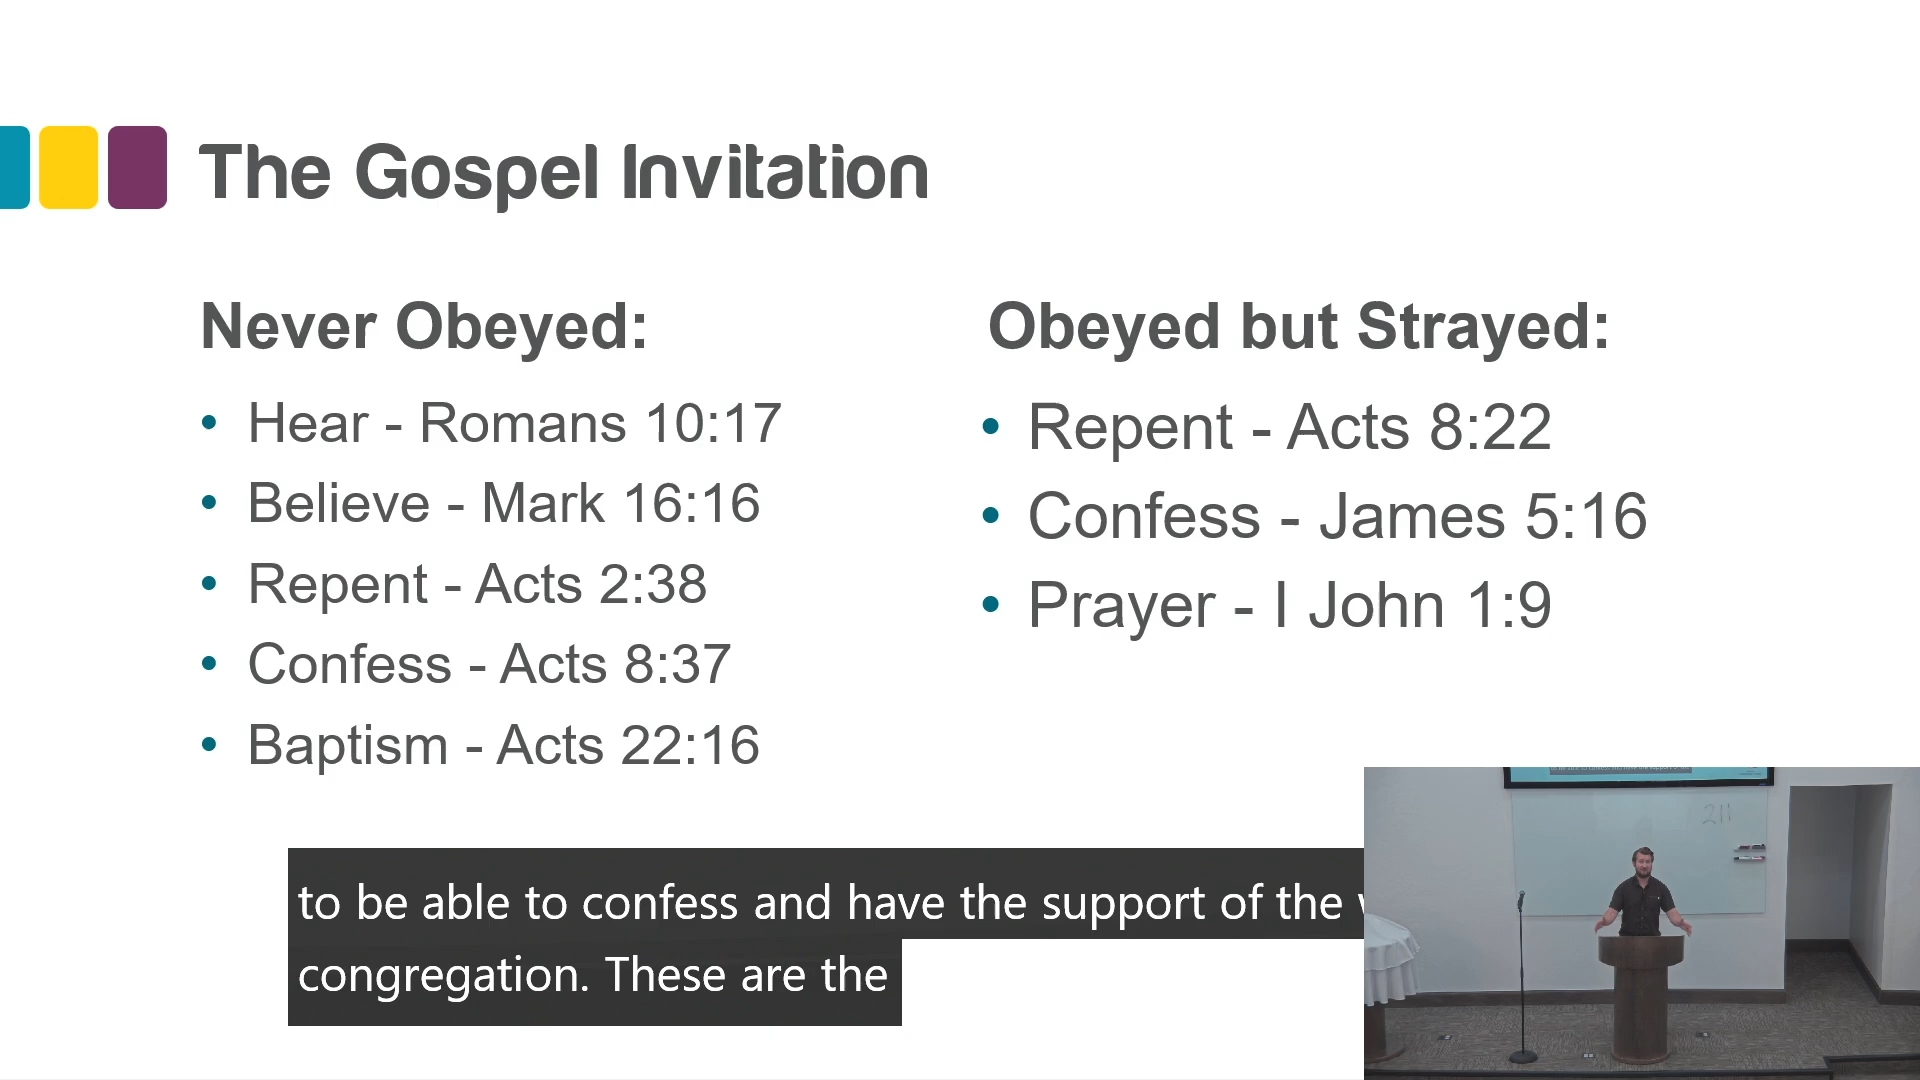 The Gospel Invitation
Never Obeyed:
• Hear - Romans 10:17
• Believe - Mark 16:16
• Repent - Acts 2:38
• Confess - Acts 8:37
• Baptism - Acts 22:16
Obeyed but Strayed:
• Repent - Acts 8:22
• Confess - James 5:16
• Prayer - I John 1:9
to be able to confess and have the support of the
congregation. These are the
211